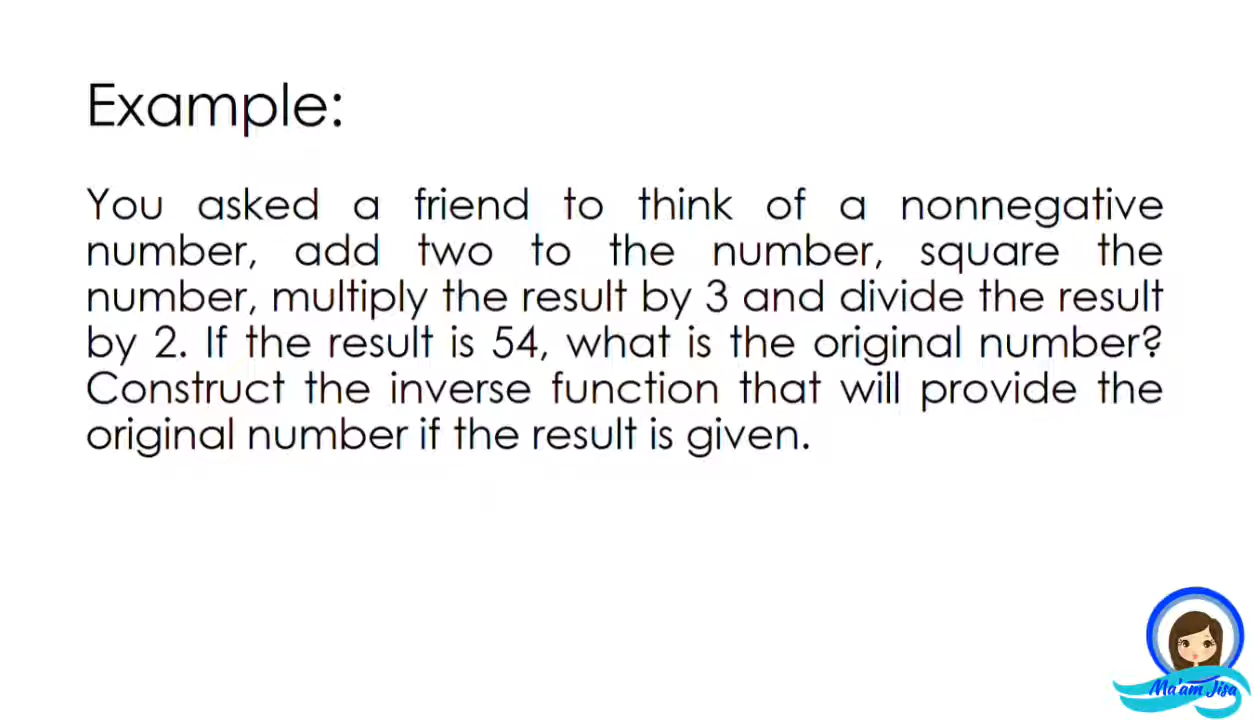 Example:
You asked a friend to think of a nonnegative
number, add two to the number, square the
number, multiply the result by 3 and divide the result
by 2. If the result is 54, what is the original number?
Construct the inverse function that will provide the
original number if the result is given.
Ma'am Jisa